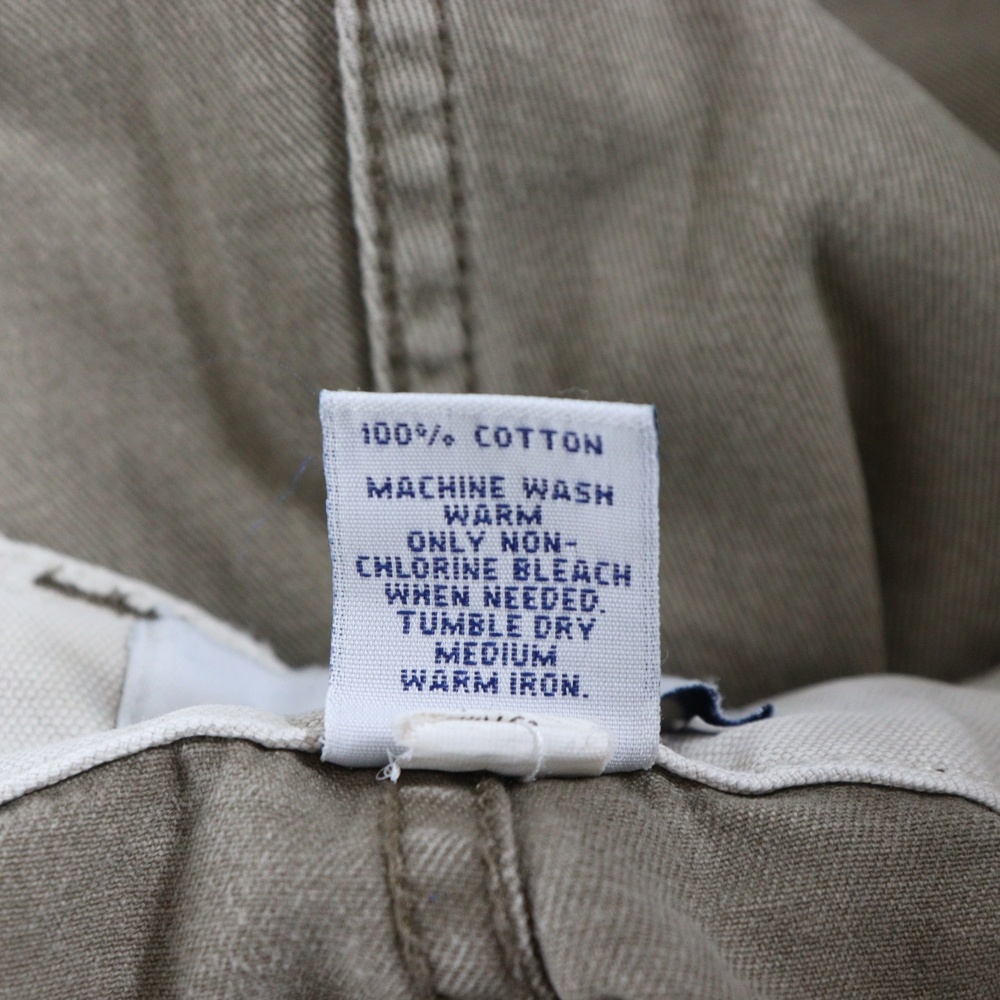 100% COTTON
MACHINE WASH
WARM
ONLY NON-
CHLORINE BLEACH
WHEN NEEDED.
TUMBLE DRY
MEDIUM
WARM IRON.